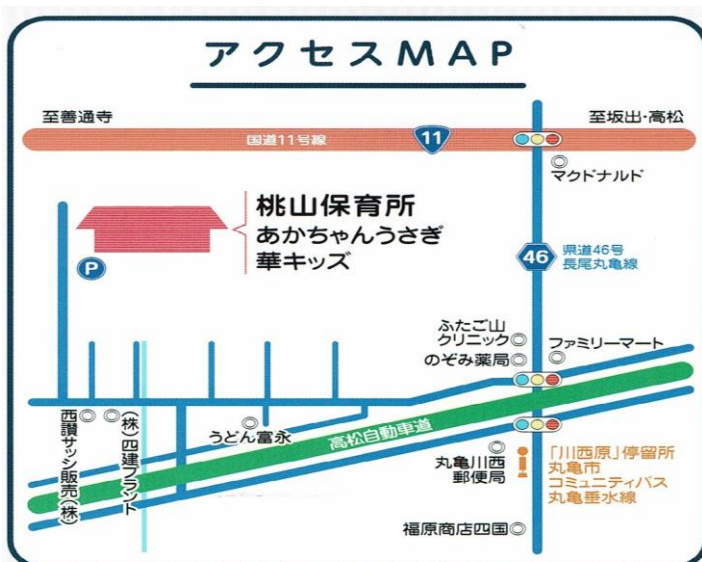 アクセスMAP
至善通寺
国道11号線
11
至坂出・高松
マクドナルド
桃山保育所
あかちゃんうさぎ
華キッズ
P
46
県道46号
長尾丸亀線
ふたご山
クリニック
のぞみ薬局
ファミリーマート
西讃サッシ販売(株)
(株)四建プラント
うどん富永
高松自動車道
丸亀川西
郵便局
「川西原」停留所
丸亀市
コミュニティバス
丸亀垂水線
福原商店四国